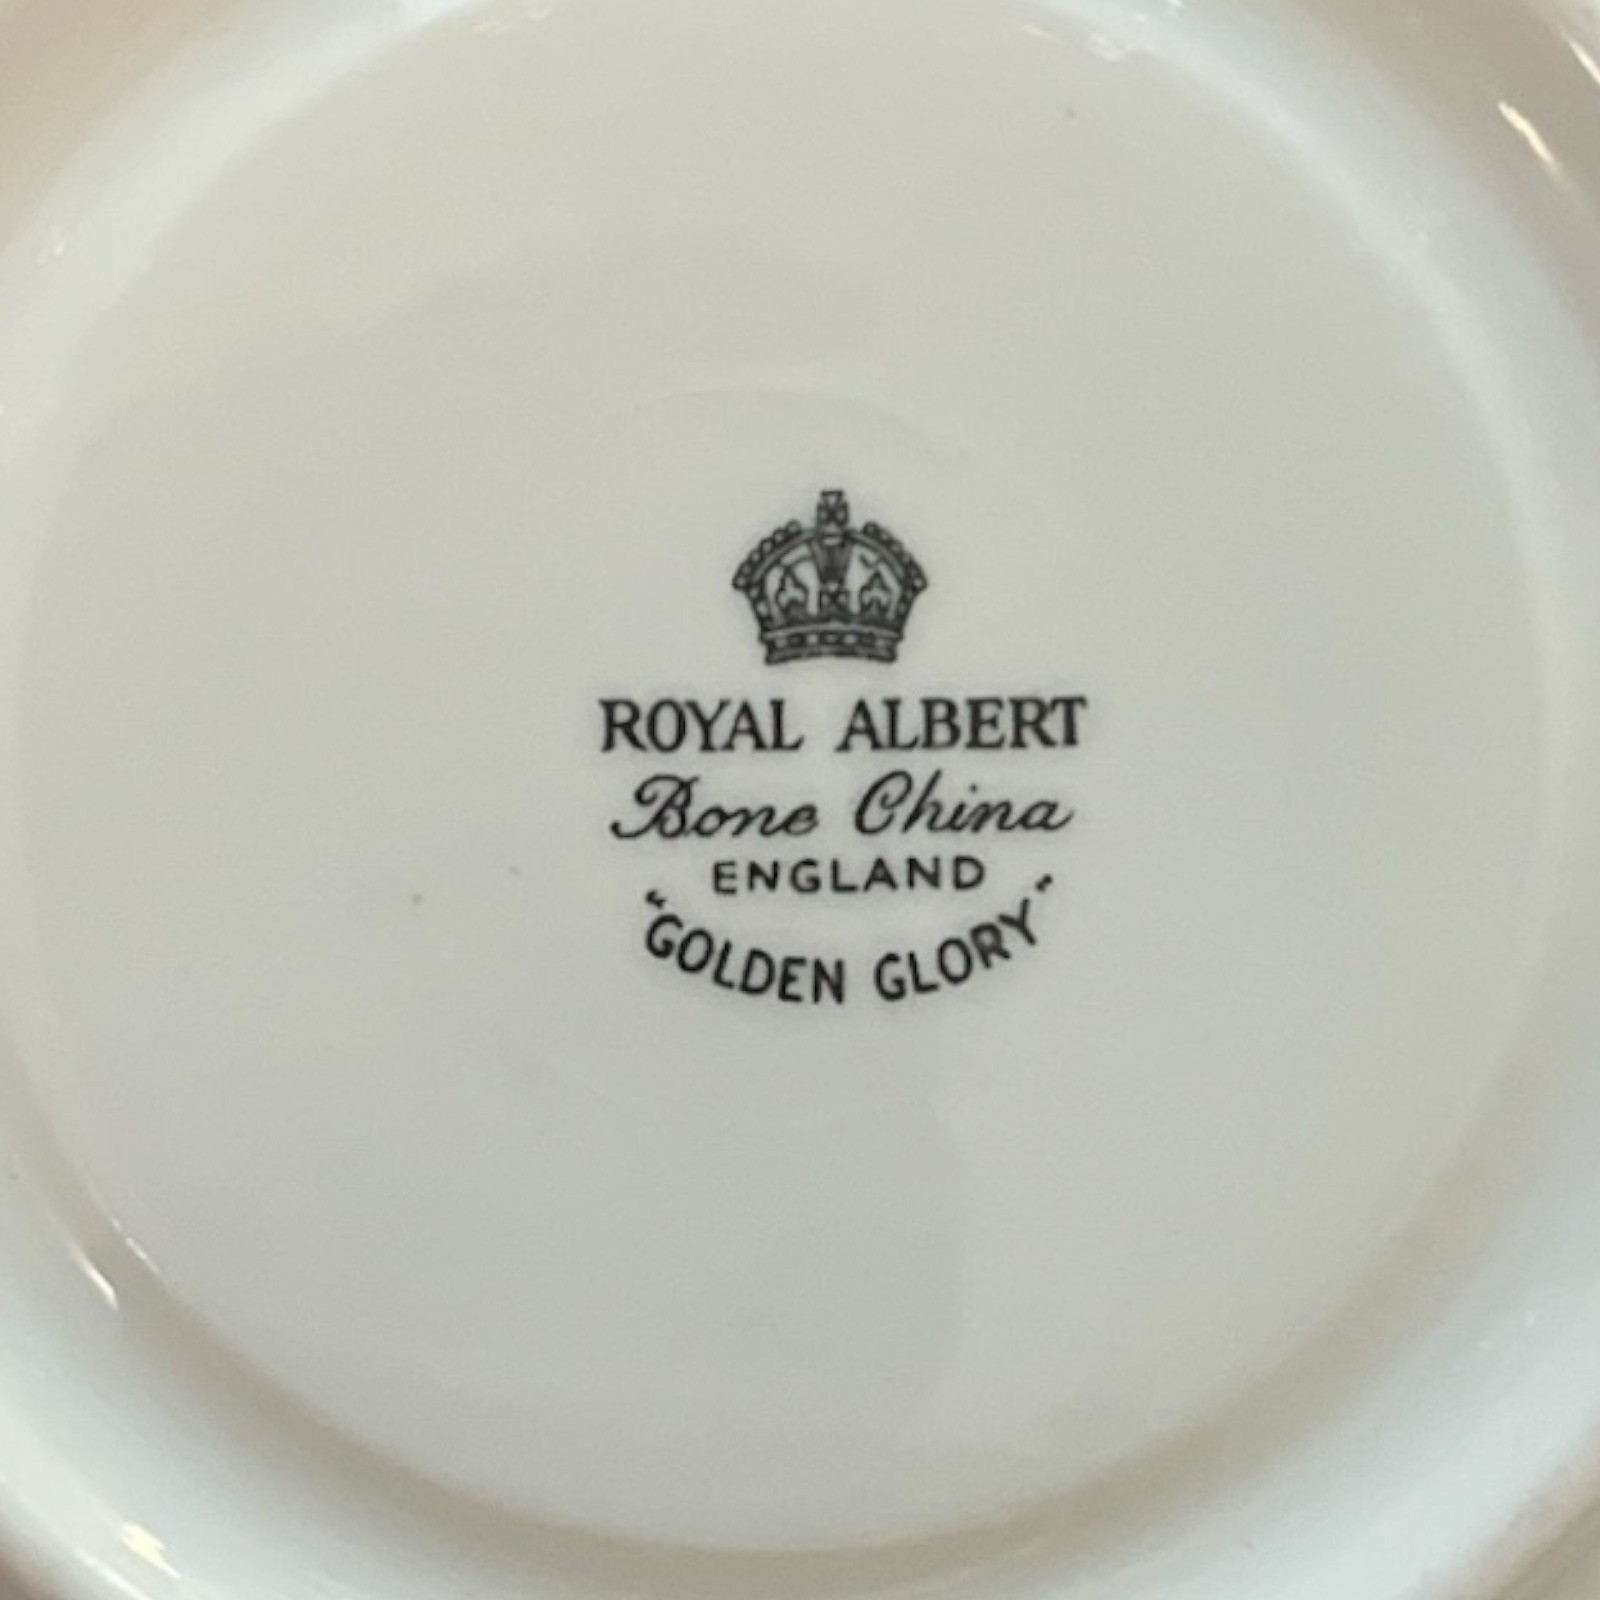 ROYAL ALBERT
Bone China
ENGLAND
"GOLDEN GLORY"